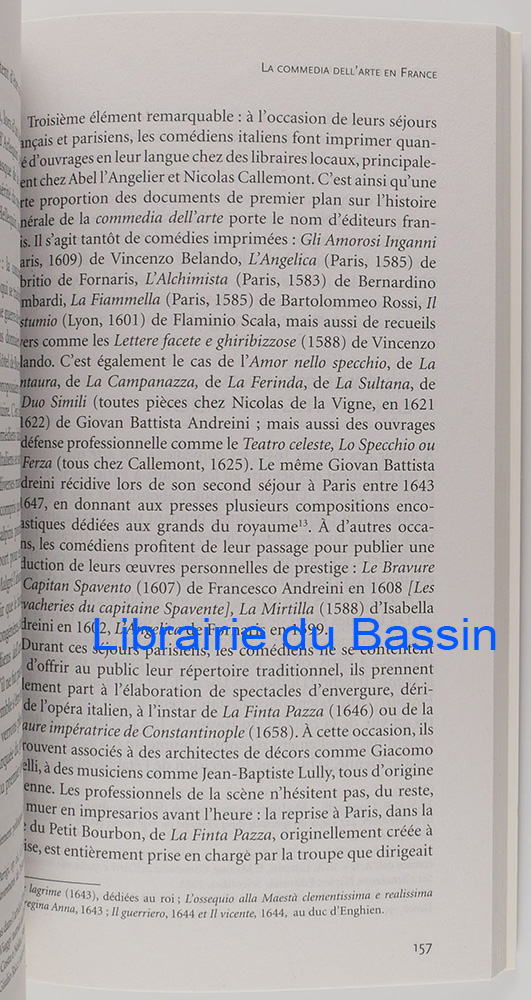 La commedia dell'arte en France
Troisième élément remarquable : à l'occasion de leurs séjours
ançais et parisiens, les comédiens italiens font imprimer quan-
é d'ouvrages en leur langue chez des libraires locaux, principale-
ent chez Abel l'Angelier et Nicolas Callemont. C'est ainsi qu'une
rte proportion des documents de premier plan sur l'histoire
nérale de la commedia dell'arte porte le nom d'éditeurs fran-
is. Il s'agit tantôt de comédies imprimées : Gli Amorosi Inganni
aris, 1609) de Vincenzo Belando, L'Angelica (Paris, 1585) de
britio de Fornaris, L'Alchimista (Paris, 1583) de Bernardino
mbardi, La Fiammella (Paris, 1585) de Bartolommeo Rossi, Il
stumio (Lyon, 1601) de Flaminio Scala, mais aussi de recueils
vers comme les Lettere facete e ghiribizzose (1588) de Vincenzo
lando. C'est également le cas de l'Amor nello specchio, de La
ntaura, de La Campanazza, de La Ferinda, de La Sultana, de
Duo Simili (toutes pièces chez Nicolas de la Vigne, en 1621
1622) de Giovan Battista Andreini ; mais aussi des ouvrages
défense professionnelle comme le Teatro celeste, Lo Specchio ou
Ferza (tous chez Callemont, 1625). Le même Giovan Battista
dreini récidive lors de son second séjour à Paris entre 1643
647, en donnant aux presses plusieurs compositions enco-
astiques dédiées aux grands du royaume¹³. À d'autres occa-
ns, les comédiens profitent de leur passage pour publier une
duction de leurs œuvres personnelles de prestige : Le Bravure
Capitan Spavento (1607) de Francesco Andreini en 1608 [Les
vacheries du capitaine Spavente], La Mirtilla (1588) d'Isabella
dreini en 1602, L'Angelica de Fornaris en 1599.
Librairie du Bassin
Durant ces séjours parisiens, les comédiens ne se contentent
d'offrir au public leur répertoire traditionnel, ils prennent
lement part à l'élaboration de spectacles d'envergure, déri-
de l'opéra italien, à l'instar de La Finta Pazza (1646) ou de la
aure impératrice de Constantinople (1658). À cette occasion, ils
rouvent associés à des architectes de décors comme Giacomo
elli, à des musiciens comme Jean-Baptiste Lully, tous d'origine
enne. Les professionnels de la scène n'hésitent pas, du reste,
muer en impresarios avant l'heure : la reprise à Paris, dans la
du Petit Bourbon, de La Finta Pazza, originellement créée à
ise, est entièrement prise en charge par la troupe que dirigeait
lagrime (1643), dédiées au roi ; L'ossequio alla Maestà clementissima e realissima
regina Anna, 1643 ; Il guerriero, 1644 et Il vicente, 1644, au duc d'Enghien.
157